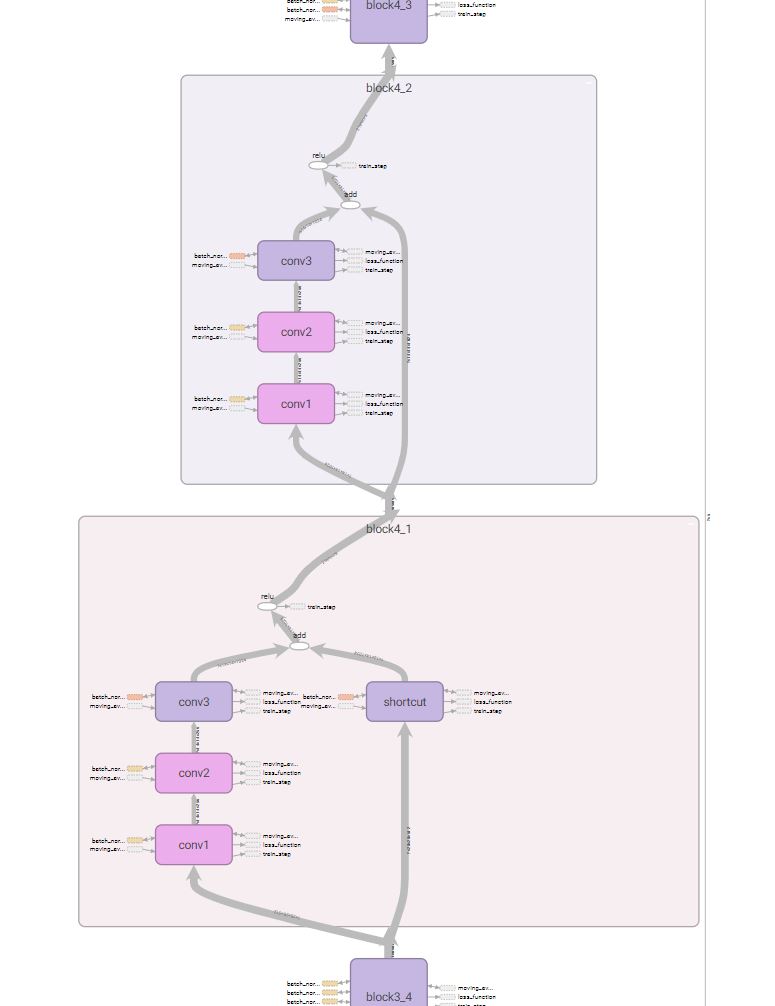 block4_3
batch_nor...
moving_av...
loss_function
train_step
block4_2
relu
train_step
add
conv3
batch_nor...
moving_av...
moving_av...
loss_function
train_step
conv2
batch_nor...
moving_av...
moving_av...
loss_function
train_step
conv1
batch_nor...
moving_av...
moving_av...
loss_function
train_step
block4_1
relu
train_step
add
conv3
batch_nor...
moving_av...
moving_av...
loss_function
train_step
shortcut
batch_nor...
moving_av...
moving_av...
loss_function
train_step
conv2
batch_nor...
moving_av...
moving_av...
loss_function
train_step
conv1
batch_nor...
moving_av...
moving_av...
loss_function
train_step
block3_4
batch_nor...
batch_nor...
batch_nor...
moving_av...
loss_function